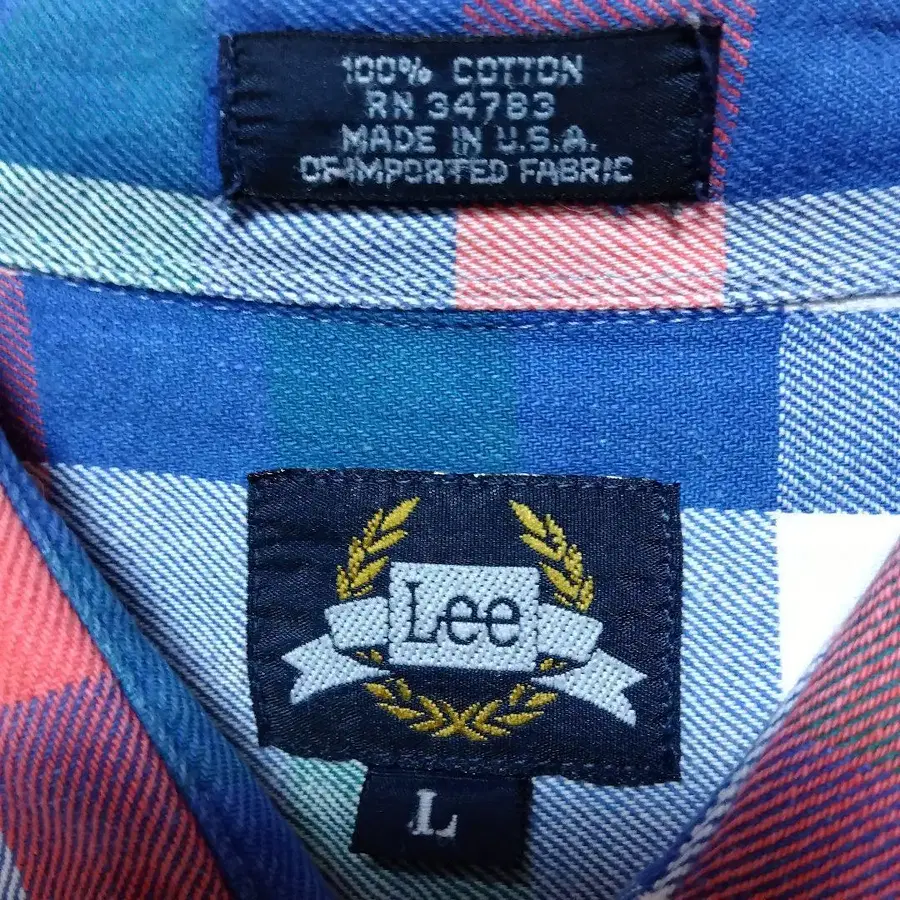 100% COTTON
RN 34783
MADE IN U.S.A.
OF IMPORTED FABRIC
Lee
L